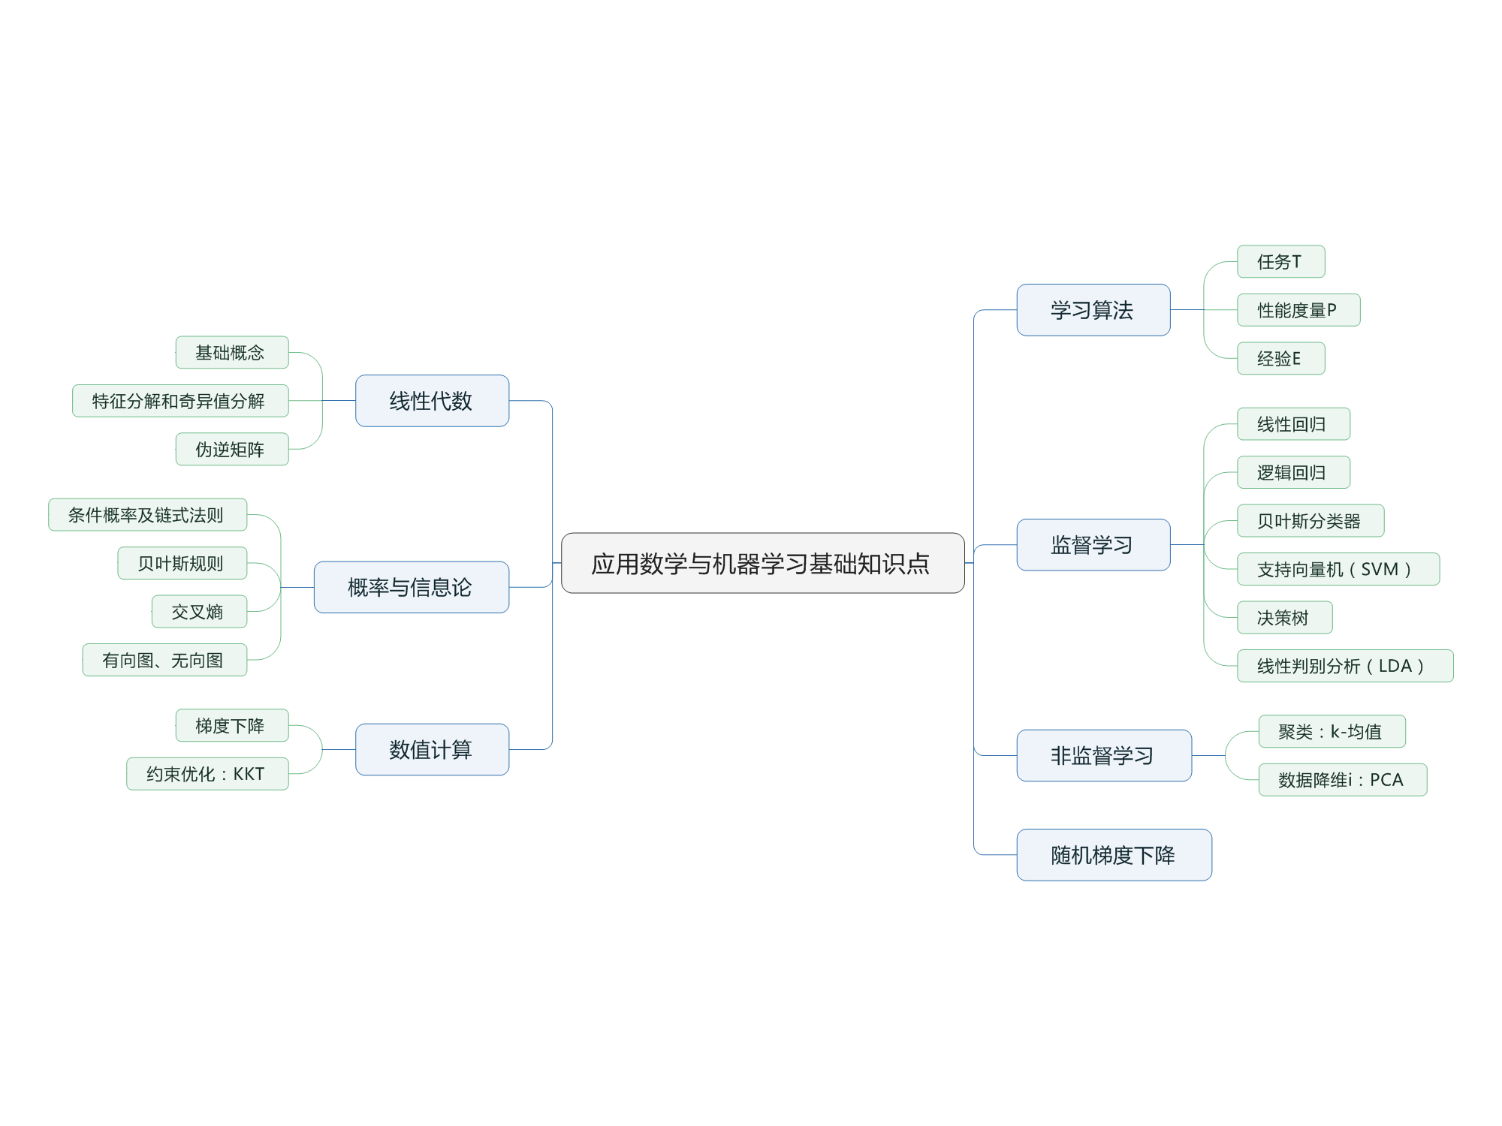 应用数学与机器学习基础知识点
线性代数
基础概念
特征分解和奇异值分解
伪逆矩阵
概率与信息论
条件概率及链式法则
贝叶斯规则
交叉熵
有向图、无向图
数值计算
梯度下降
约束优化：KKT
学习算法
任务T
性能度量P
经验E
监督学习
线性回归
逻辑回归
贝叶斯分类器
支持向量机（SVM）
决策树
线性判别分析（LDA）
非监督学习
聚类：k-均值
数据降维i：PCA
随机梯度下降